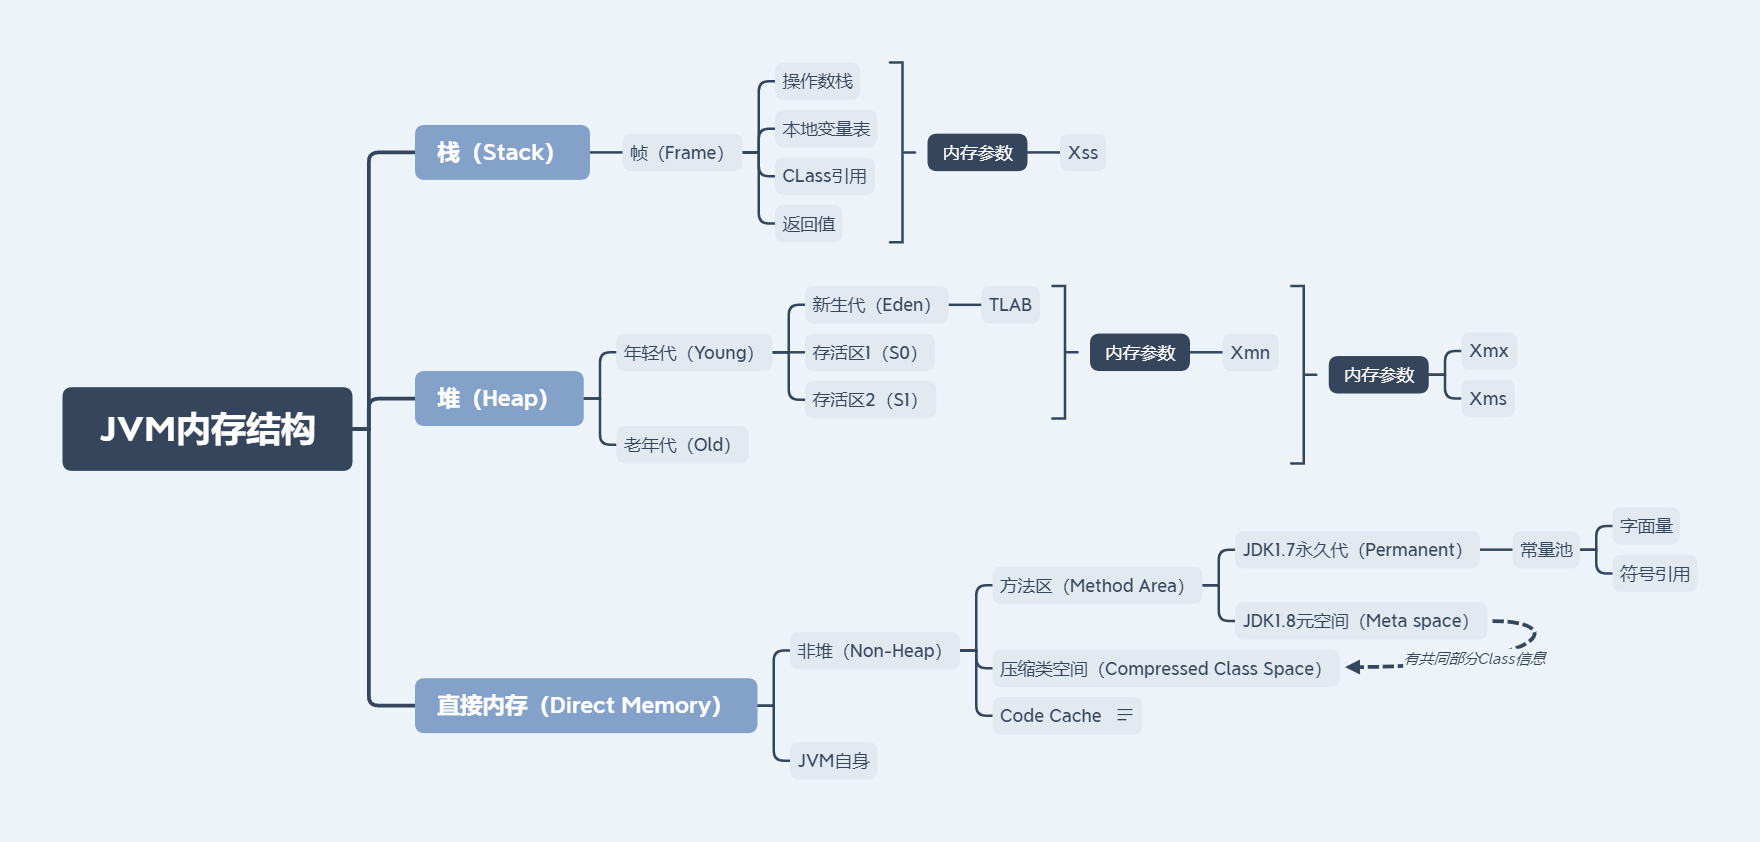 JVM内存结构
栈（Stack）
帧（Frame）
操作数栈
本地变量表
CLass引用
返回值
内存参数
Xss
堆（Heap）
年轻代（Young）
新生代（Eden）
TLAB
存活区1（S0）
存活区2（S1）
内存参数
Xmn
老年代（Old）
内存参数
Xmx
Xms
直接内存（Direct Memory）
非堆（Non-Heap）
方法区（Method Area）
JDK1.7永久代（Permanent）
常量池
字面量
符号引用
JDK1.8元空间（Meta space）
有共同部分Class信息
压缩类空间（Compressed Class Space）
Code Cache
JVM自身